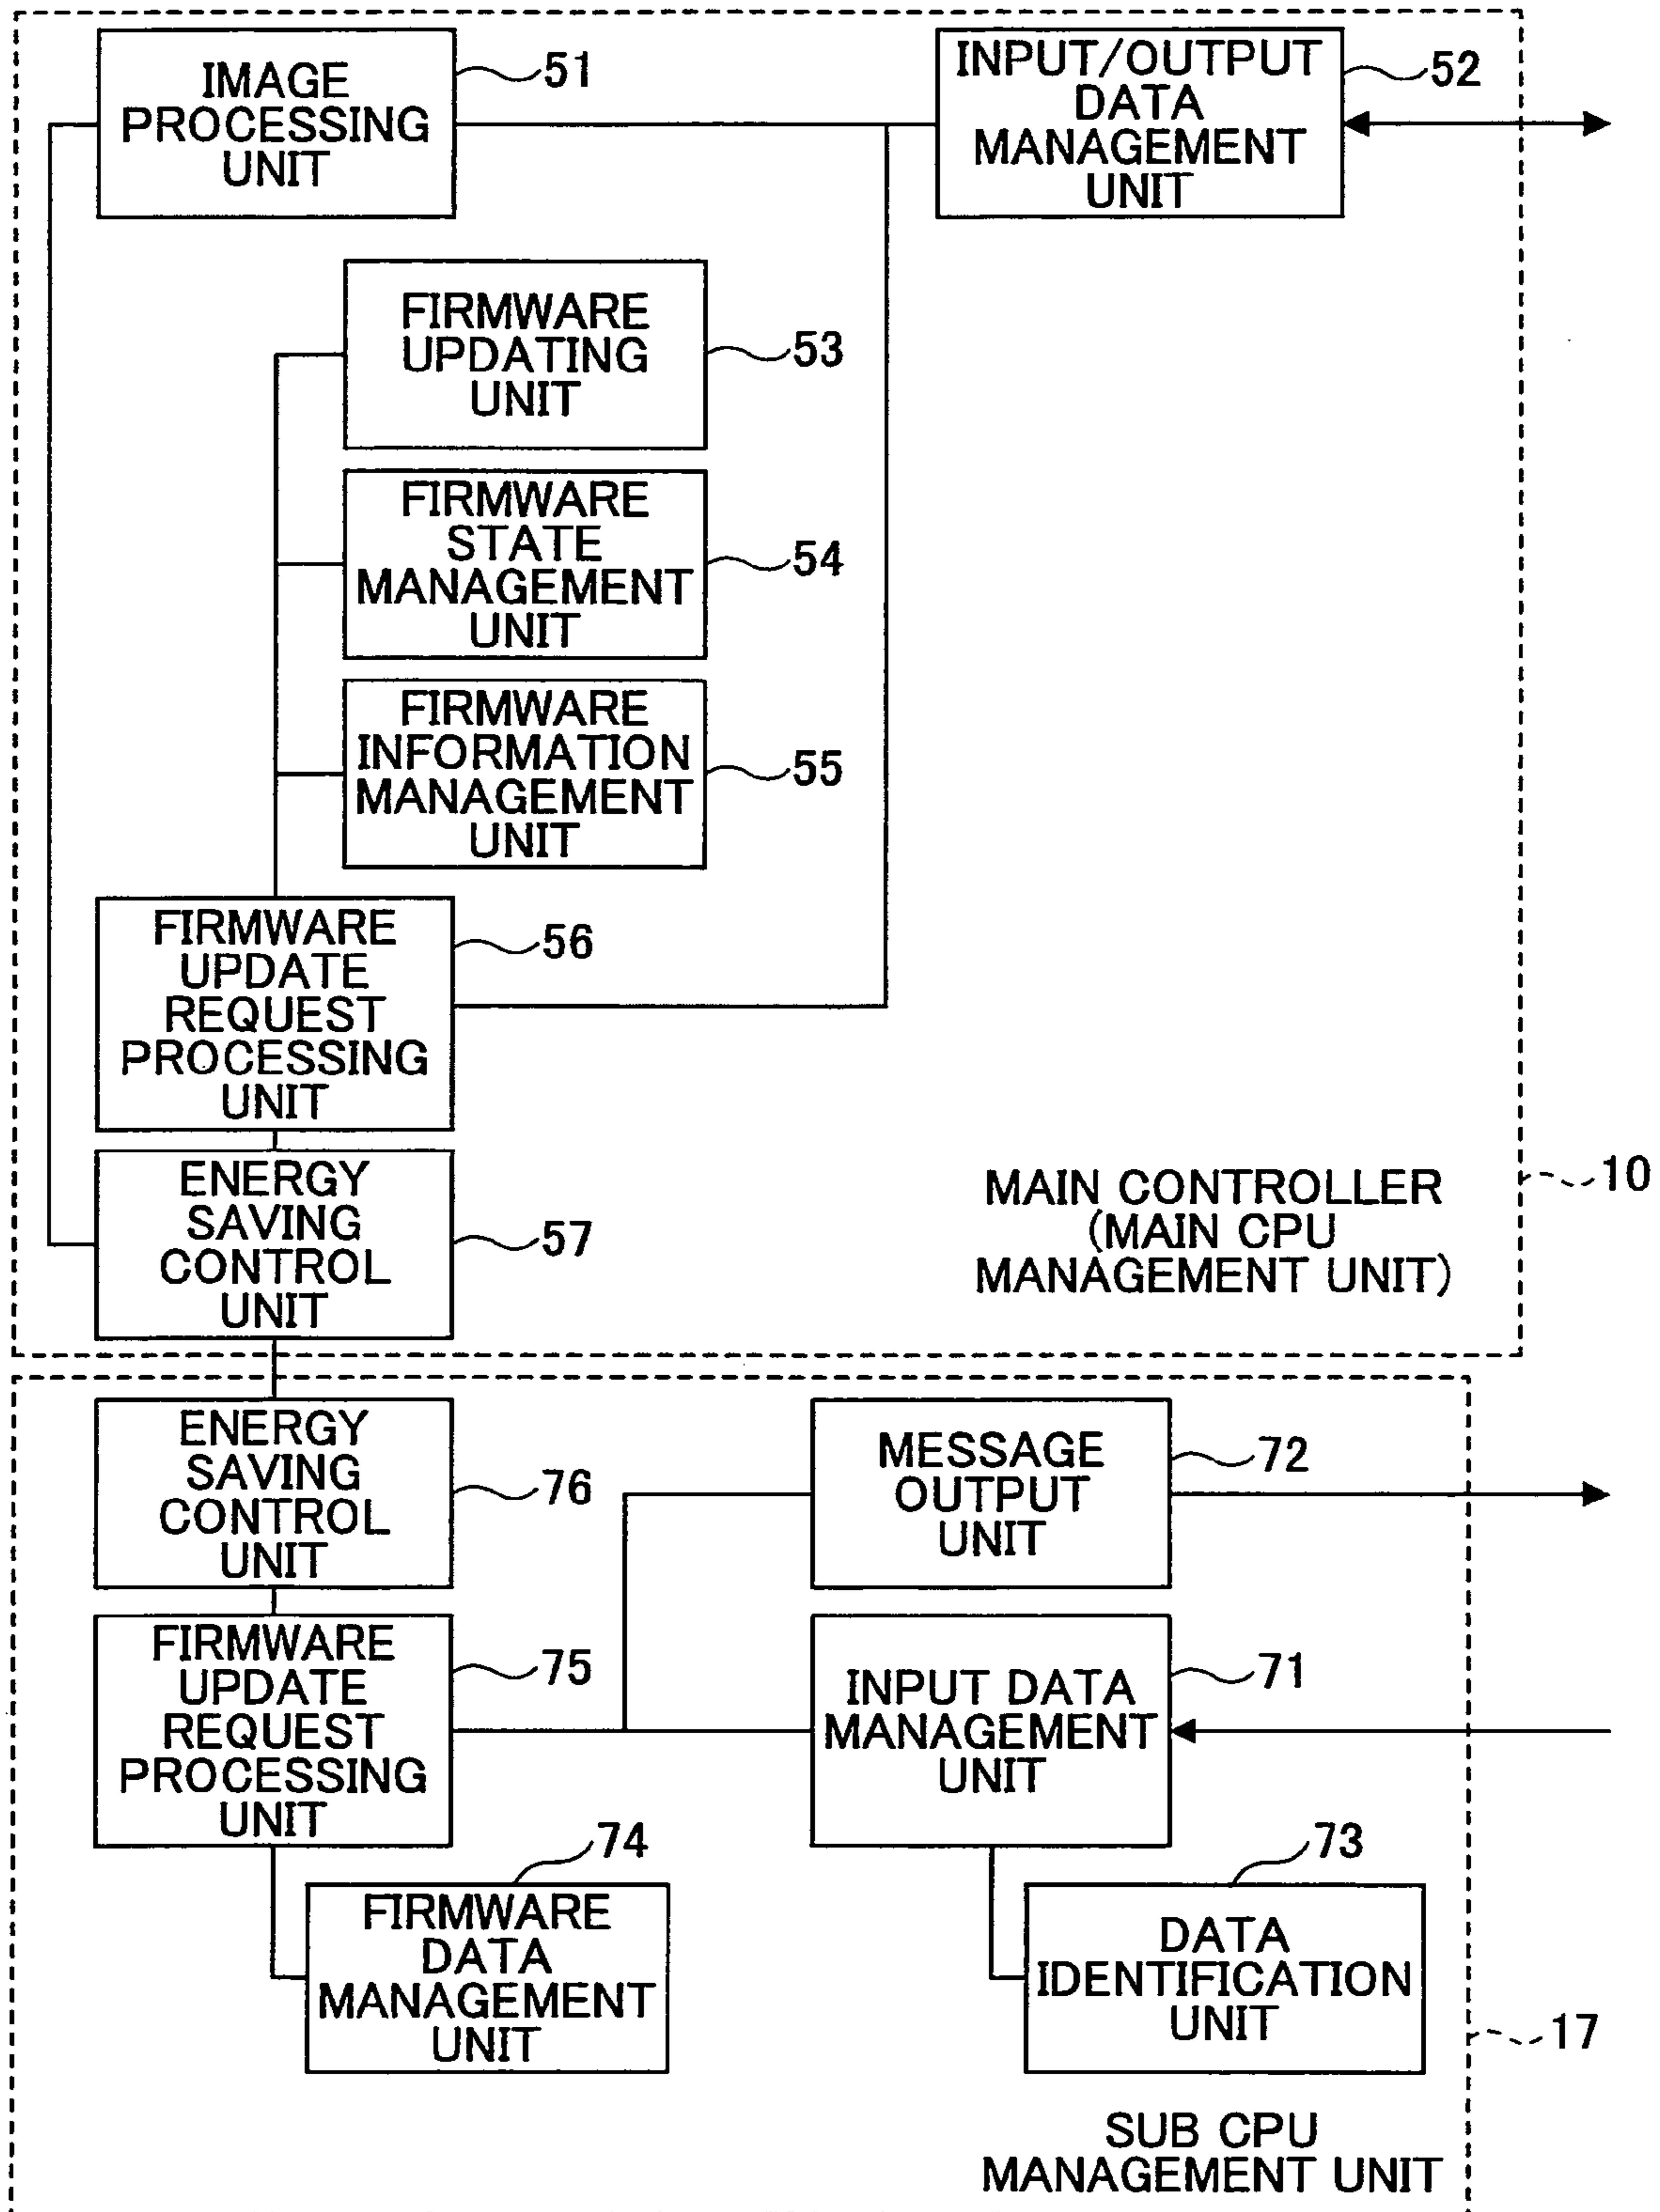 IMAGE
PROCESSING
UNIT
51
INPUT/OUTPUT
DATA
MANAGEMENT
UNIT
52
FIRMWARE
UPDATING
UNIT
53
FIRMWARE
STATE
MANAGEMENT
UNIT
54
FIRMWARE
INFORMATION
MANAGEMENT
UNIT
55
FIRMWARE
UPDATE
REQUEST
PROCESSING
UNIT
56
ENERGY
SAVING
CONTROL
UNIT
57
MAIN CONTROLLER
(MAIN CPU
MANAGEMENT UNIT)
10
ENERGY
SAVING
CONTROL
UNIT
76
MESSAGE
OUTPUT
UNIT
72
FIRMWARE
UPDATE
REQUEST
PROCESSING
UNIT
75
INPUT DATA
MANAGEMENT
UNIT
71
74
FIRMWARE
DATA
MANAGEMENT
UNIT
73
DATA
IDENTIFICATION
UNIT
17
SUB CPU
MANAGEMENT UNIT